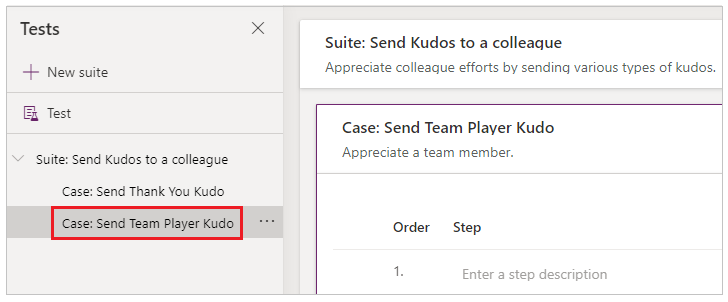 Tests
New suite
Test
Suite: Send Kudos to a colleague
Case: Send Thank You Kudo
Case: Send Team Player Kudo
Suite: Send Kudos to a colleague
Appreciate colleague efforts by sending various types of kudos.
Case: Send Team Player Kudo
Appreciate a team member.
Order Step
1. Enter a step description